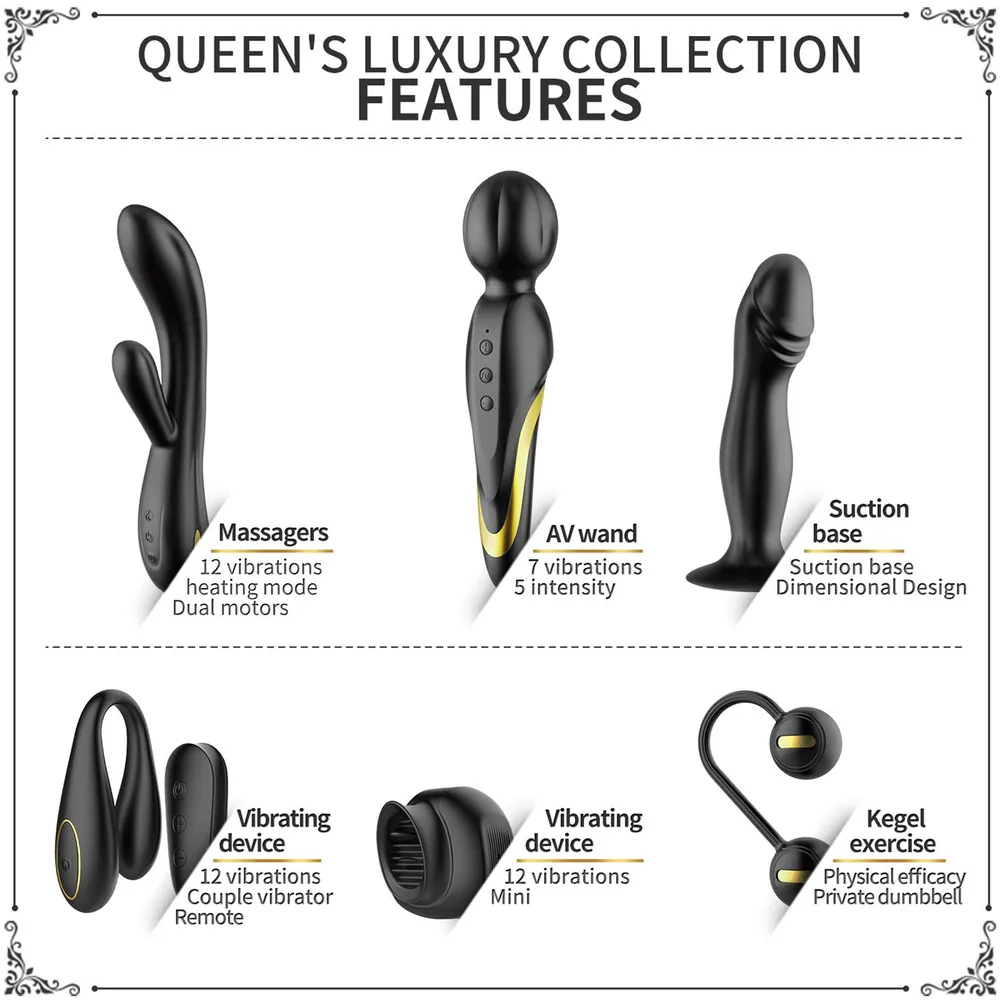 QUEEN'S LUXURY COLLECTION
FEATURES
Massagers
12 vibrations
heating mode
Dual motors
AV wand
7 vibrations
5 intensity
Suction
base
Suction base
Dimensional Design
Vibrating
device
12 vibrations
Couple vibrator
Remote
Vibrating
device
12 vibrations
Mini
Kegel
exercise
Physical efficacy
Private dumbbell